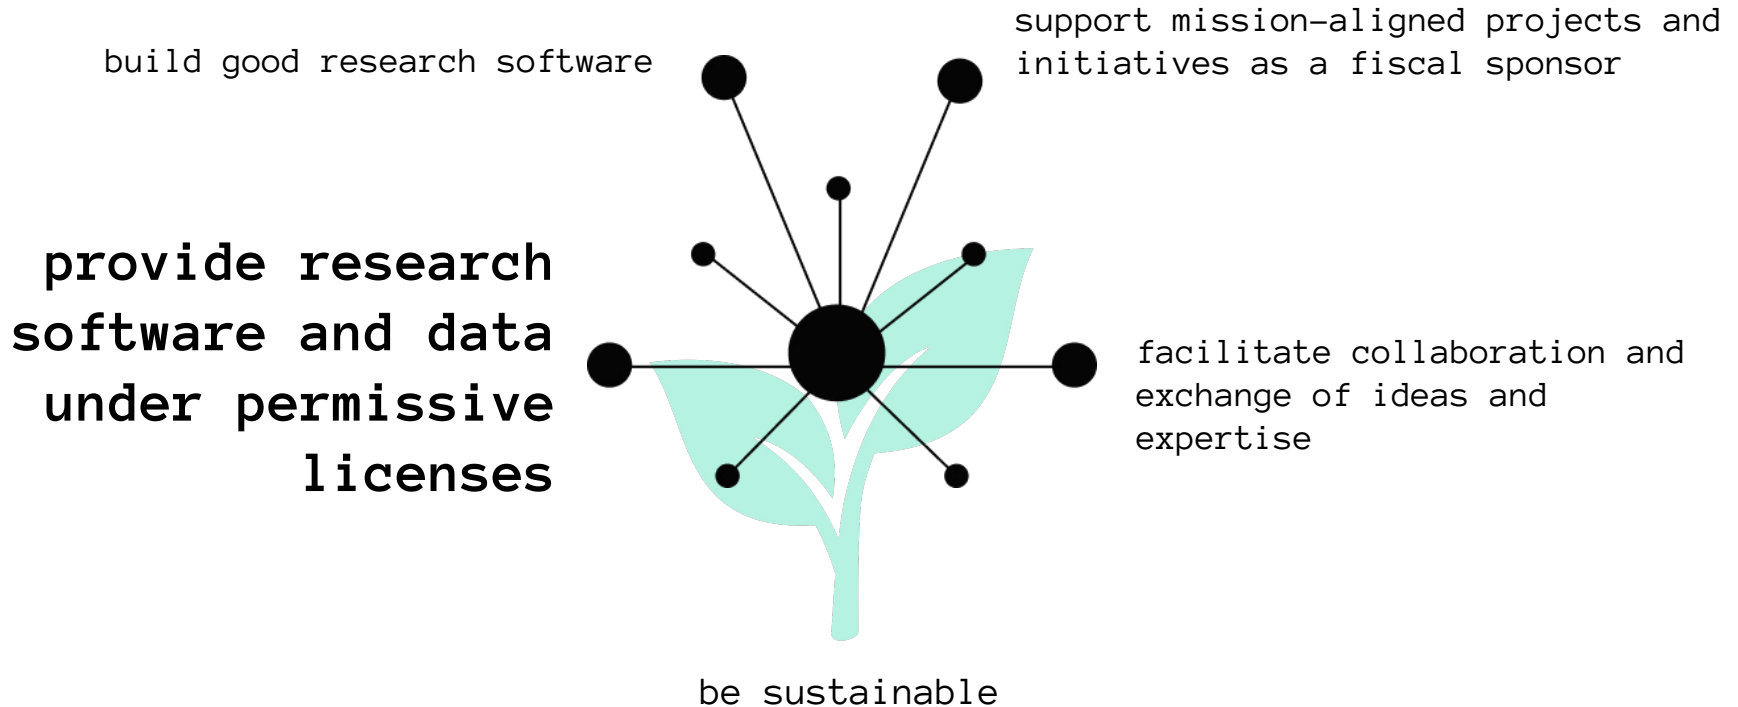 build good research software
support mission-aligned projects and
initiatives as a fiscal sponsor
provide research
software and data
under permissive
licenses
facilitate collaboration and
exchange of ideas and
expertise
be sustainable